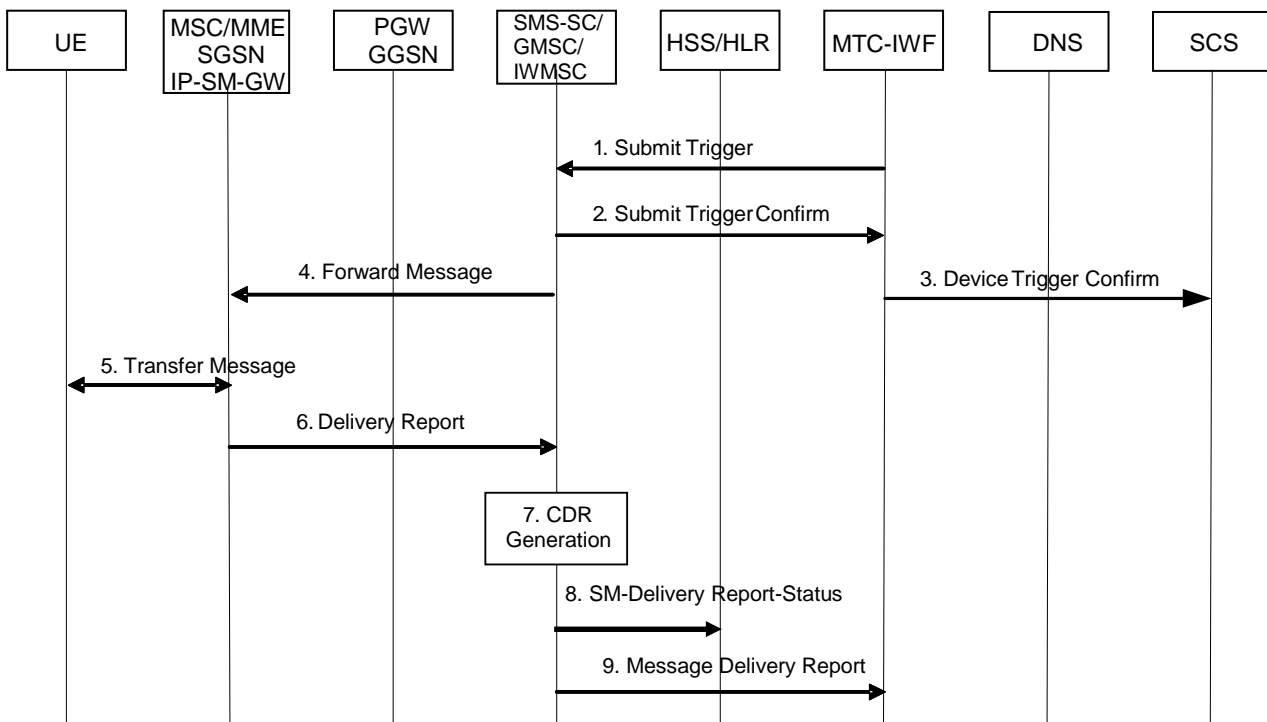 UE
MSC/MME
SGSN
IP-SM-GW
PGW
GGSN
SMS-SC/
GMSC/
IWMSC
HSS/HLR
MTC-IWF
DNS
SCS
1. Submit Trigger
2. Submit Trigger Confirm
4. Forward Message
3. Device Trigger Confirm
5. Transfer Message
6. Delivery Report
7. CDR
Generation
8. SM-Delivery Report-Status
9. Message Delivery Report